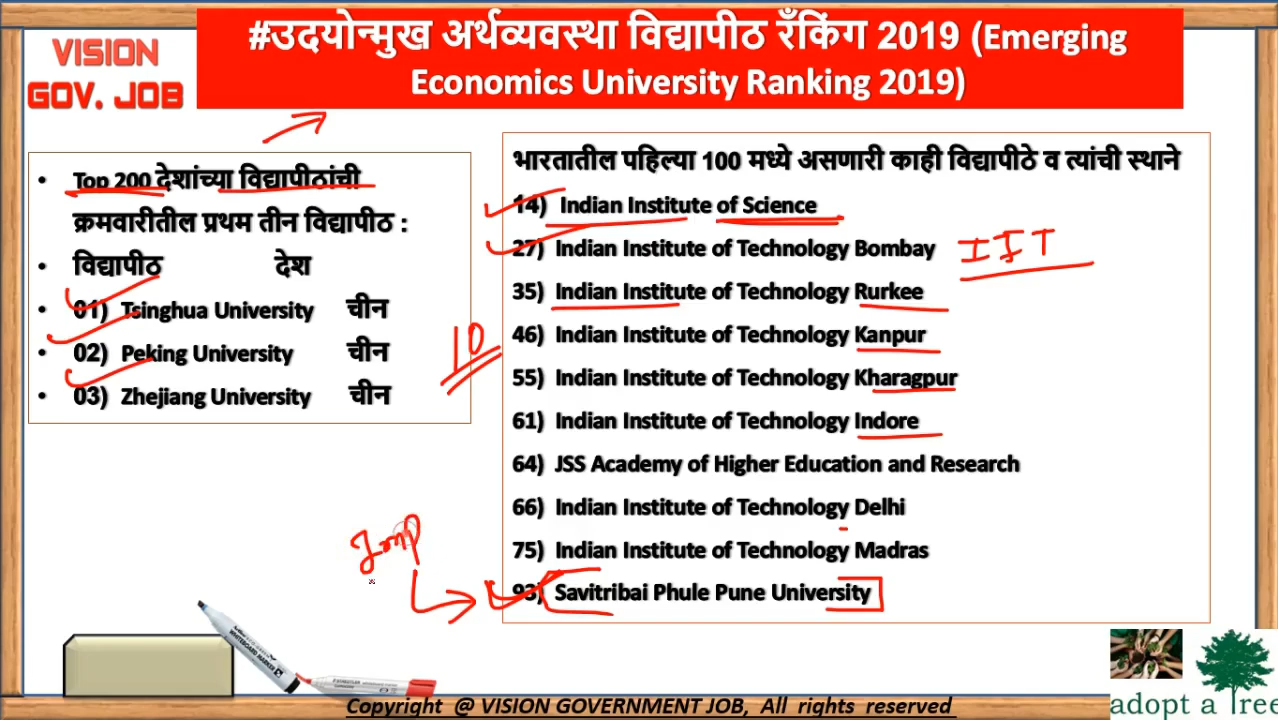 VISION
GOV. JOB
#उदयोन्मुख अर्थव्यवस्था विद्यापीठ रँकिंग 2019 (Emerging
Economics University Ranking 2019)
• Top 200 देशांच्या विद्यापीठांची
क्रमवारीतील प्रथम तीन विद्यापीठ :
• विद्यापीठ देश
• 01) Tsinghua University चीन
• 02) Peking University चीन
• 03) Zhejiang University चीन
10
भारतातील पहिल्या 100 मध्ये असणारी काही विद्यापीठे व त्यांची स्थाने
14) Indian Institute of Science
27) Indian Institute of Technology Bombay IIT
35) Indian Institute of Technology Rurkee
46) Indian Institute of Technology Kanpur
55) Indian Institute of Technology Kharagpur
61) Indian Institute of Technology Indore
64) JSS Academy of Higher Education and Research
66) Indian Institute of Technology Delhi
75) Indian Institute of Technology Madras
Imp
93) Savitribai Phule Pune University
WHITEBOARD MARKER
STAEDTLER
adopt a Tree
Copyright @ VISION GOVERNMENT JOB, All rights reserved